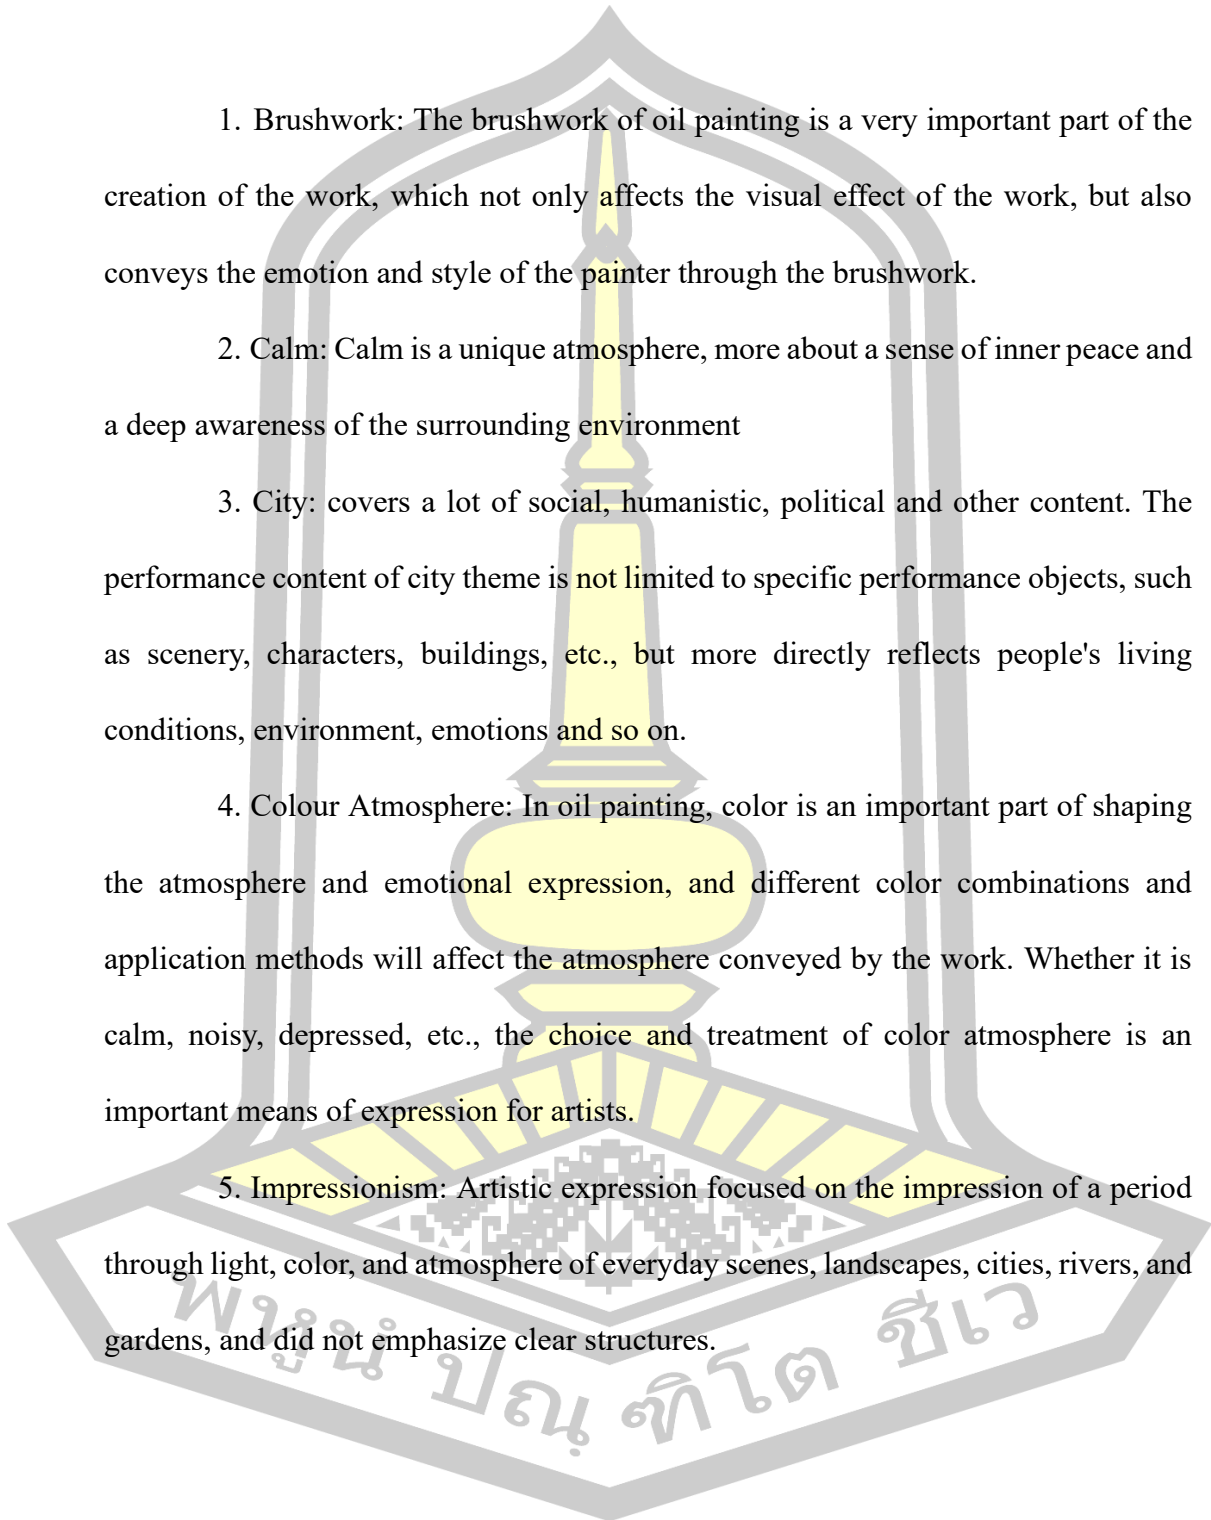 1. Brushwork: The brushwork of oil painting is a very important part of the
creation of the work, which not only affects the visual effect of the work, but also
conveys the emotion and style of the painter through the brushwork.
2. Calm: Calm is a unique atmosphere, more about a sense of inner peace and
a deep awareness of the surrounding environment
3. City: covers a lot of social, humanistic, political and other content. The
performance content of city theme is not limited to specific performance objects, such
as scenery, characters, buildings, etc., but more directly reflects people's living
conditions, environment, emotions and so on.
4. Colour Atmosphere: In oil painting, color is an important part of shaping
the atmosphere and emotional expression, and different color combinations and
application methods will affect the atmosphere conveyed by the work. Whether it is
calm, noisy, depressed, etc., the choice and treatment of color atmosphere is an
important means of expression for artists.
5. Impressionism: Artistic expression focused on the impression of a period
through light, color, and atmosphere of everyday scenes, landscapes, cities, rivers, and
gardens, and did not emphasize clear structures.
พหูนํ ปณฺฑิโต ชีเว